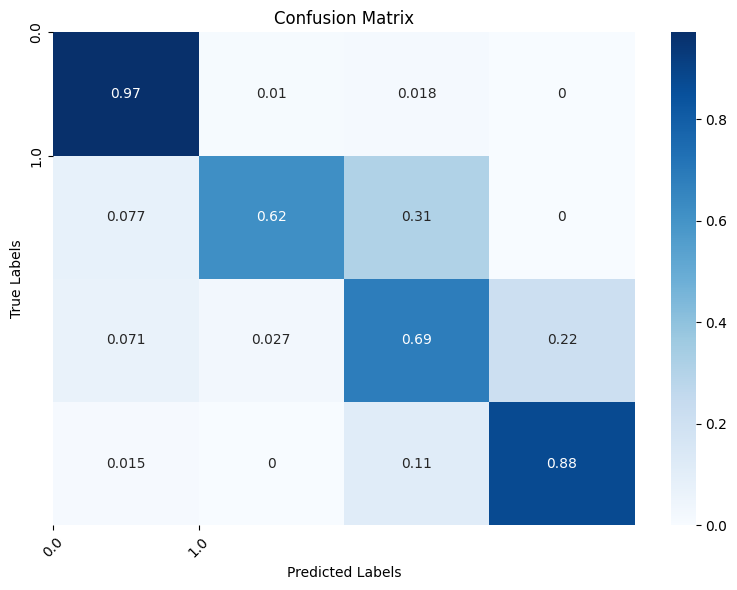 Confusion Matrix
0.0
0.97 0.01 0.018 0
1.0
0.077 0.62 0.31 0
True Labels
0.071 0.027 0.69 0.22
0.015 0 0.11 0.88
0.0 1.0
Predicted Labels
0.8
0.6
0.4
0.2
0.0